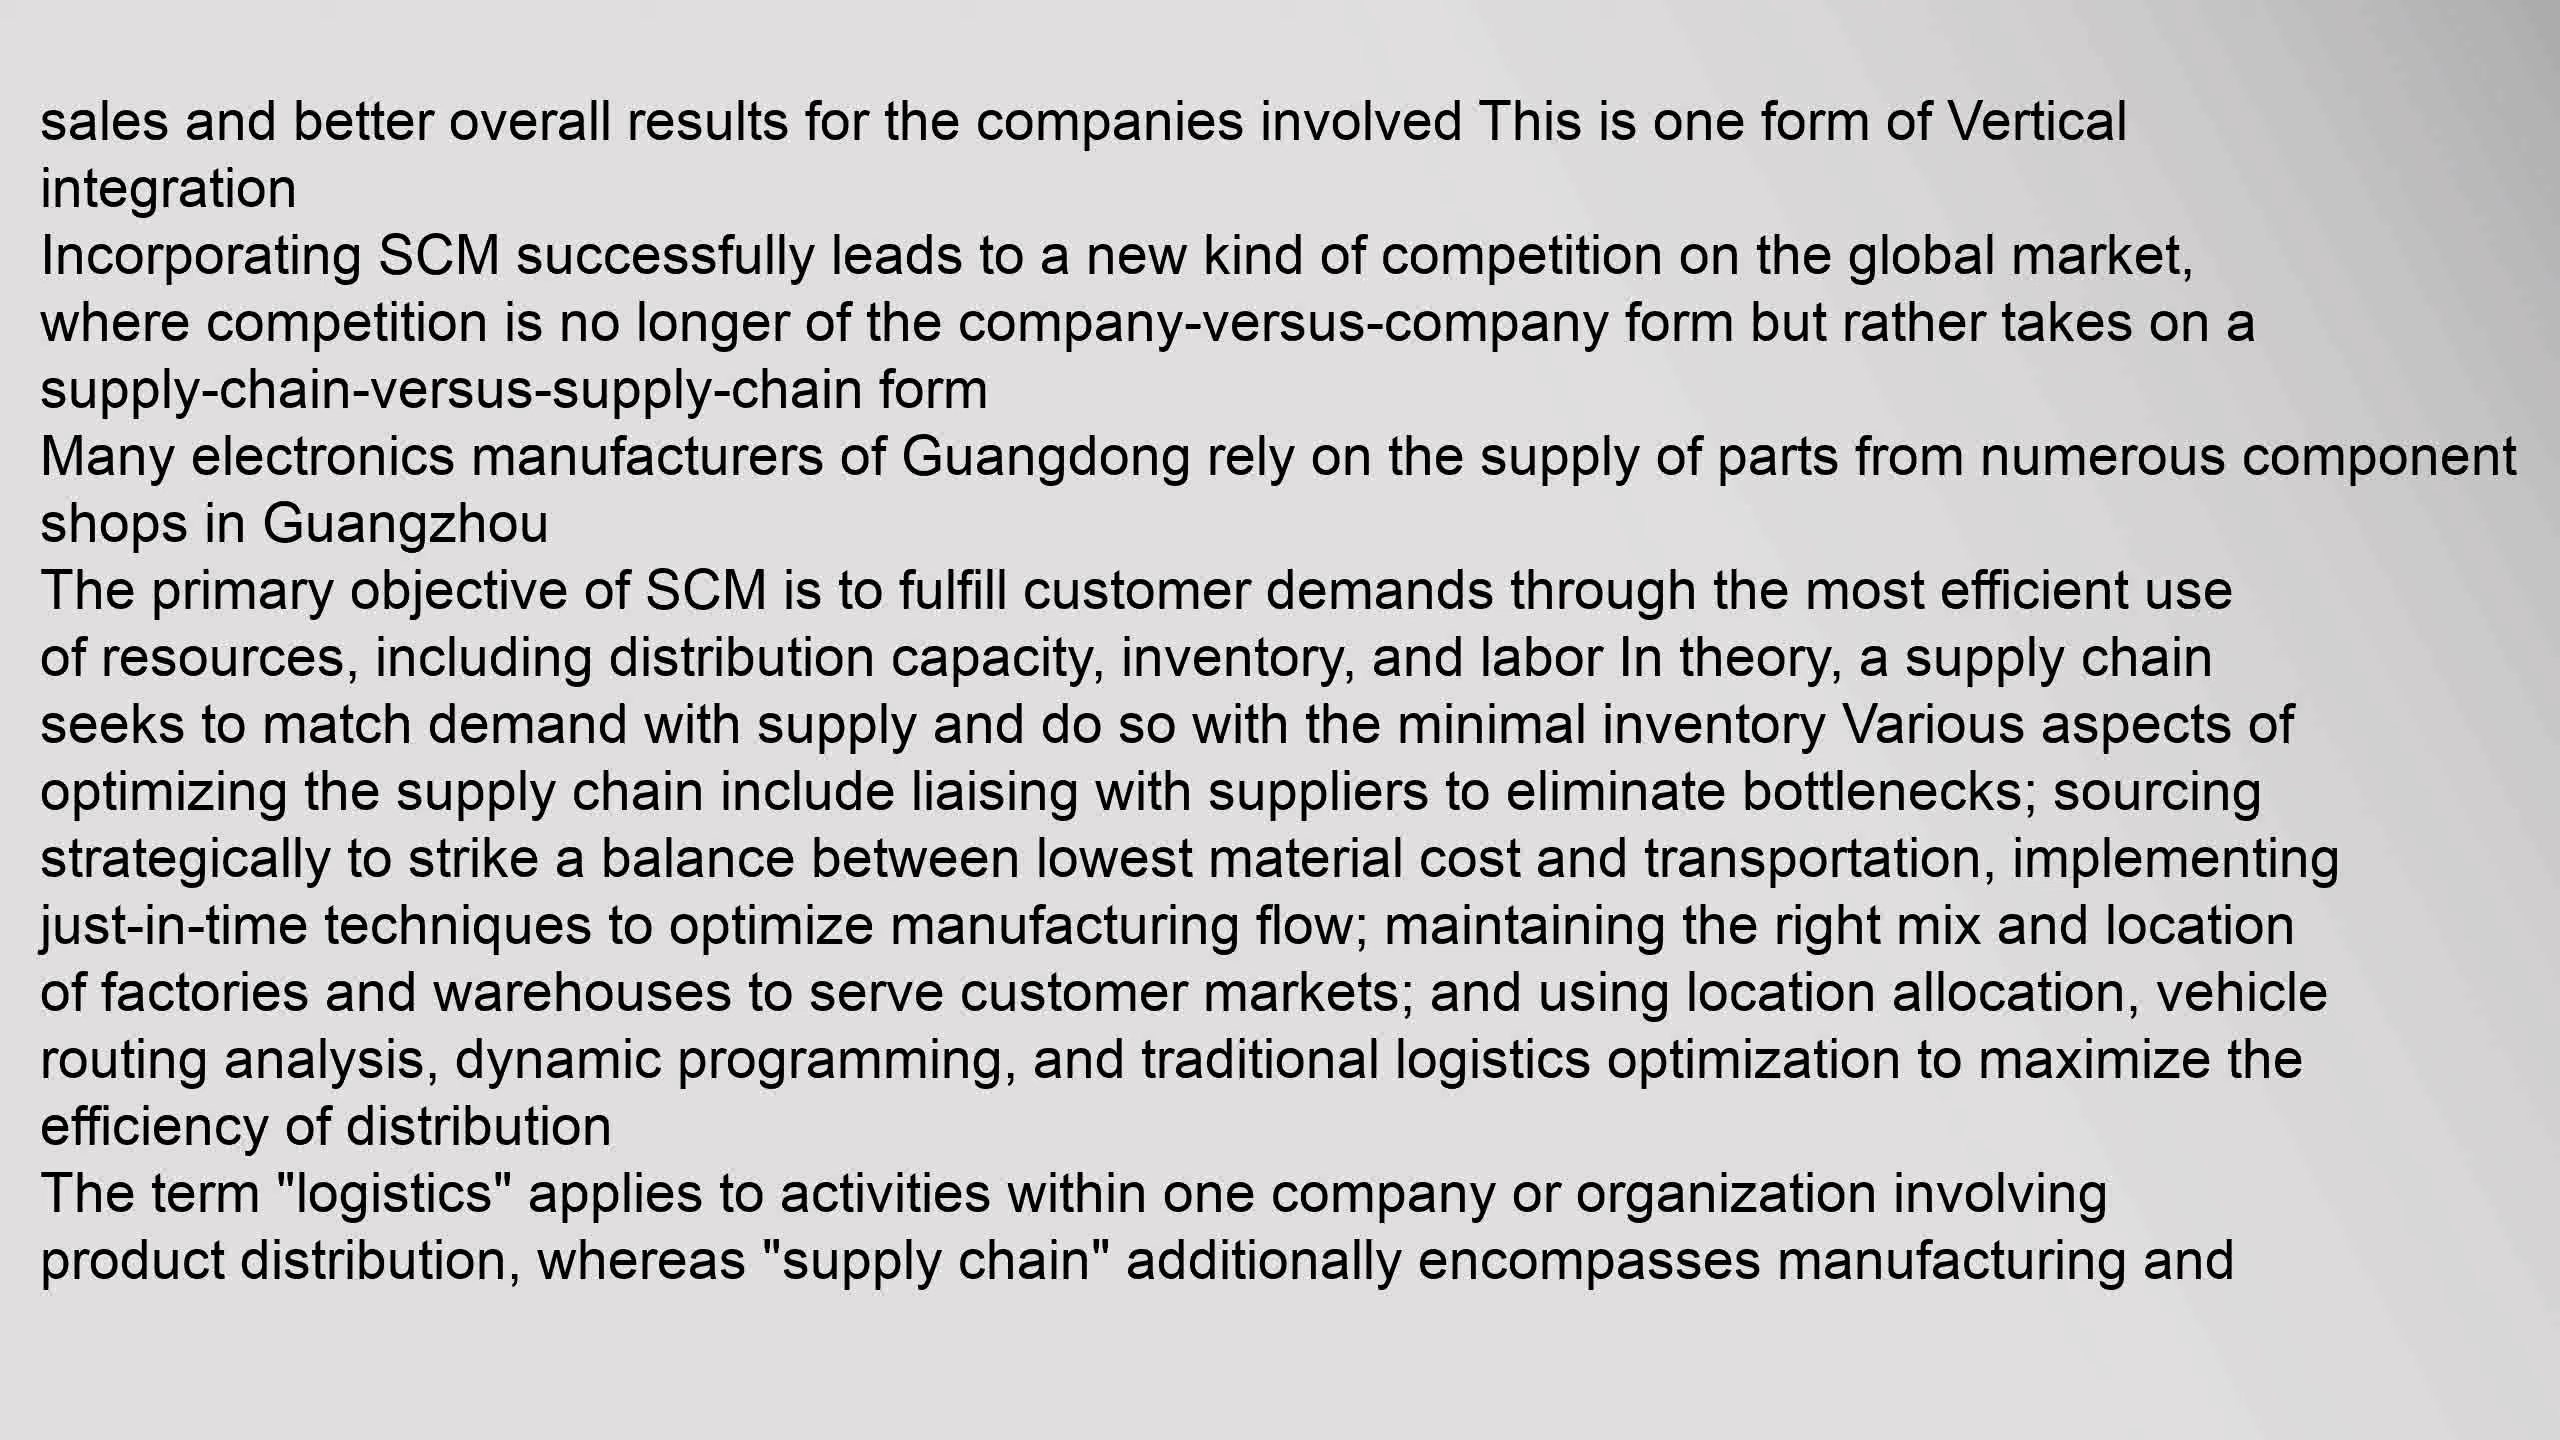 sales and better overall results for the companies involved This is one form of Vertical
integration
Incorporating SCM successfully leads to a new kind of competition on the global market,
where competition is no longer of the company-versus-company form but rather takes on a
supply-chain-versus-supply-chain form
Many electronics manufacturers of Guangdong rely on the supply of parts from numerous component
shops in Guangzhou
The primary objective of SCM is to fulfill customer demands through the most efficient use
of resources, including distribution capacity, inventory, and labor In theory, a supply chain
seeks to match demand with supply and do so with the minimal inventory Various aspects of
optimizing the supply chain include liaising with suppliers to eliminate bottlenecks; sourcing
strategically to strike a balance between lowest material cost and transportation, implementing
just-in-time techniques to optimize manufacturing flow; maintaining the right mix and location
of factories and warehouses to serve customer markets; and using location allocation, vehicle
routing analysis, dynamic programming, and traditional logistics optimization to maximize the
efficiency of distribution
The term "logistics" applies to activities within one company or organization involving
product distribution, whereas "supply chain" additionally encompasses manufacturing and